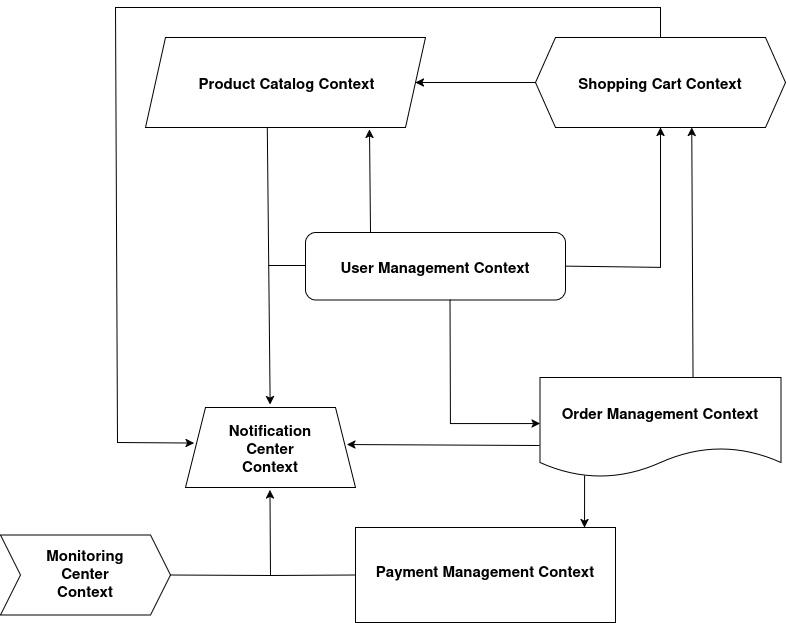 Product Catalog Context
Shopping Cart Context
User Management Context
Order Management Context
Notification
Center
Context
Monitoring
Center
Context
Payment Management Context